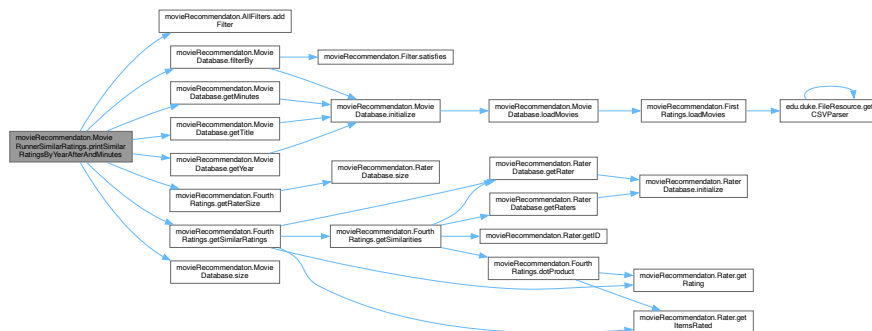 movieRecommendaton.AllFilters.add
Filter
movieRecommendaton.Movie
Database.filterBy
movieRecommendaton.Filter.satisfies
movieRecommendaton.Movie
Database.getMinutes
movieRecommendaton.Movie
Database.initialize
movieRecommendaton.Movie
Database.loadMovies
movieRecommendaton.First
Ratings.loadMovies
edu.duke.FileResource.get
CSVParser
movieRecommendaton.Movie
Database.getTitle
movieRecommendaton.Movie
RunnerSimilarRatings.printSimilar
RatingsByYearAfterAndMinutes
movieRecommendaton.Movie
Database.getYear
movieRecommendaton.Rater
Database.size
movieRecommendaton.Rater
Database.getRater
movieRecommendaton.Rater
Database.initialize
movieRecommendaton.Fourth
Ratings.getRaterSize
movieRecommendaton.Rater
Database.getRaters
movieRecommendaton.Fourth
Ratings.getSimilarRatings
movieRecommendaton.Fourth
Ratings.getSimilarities
movieRecommendaton.Rater.getID
movieRecommendaton.Movie
Database.size
movieRecommendaton.Fourth
Ratings.dotProduct
movieRecommendaton.Rater.get
Rating
movieRecommendaton.Rater.get
ItemsRated